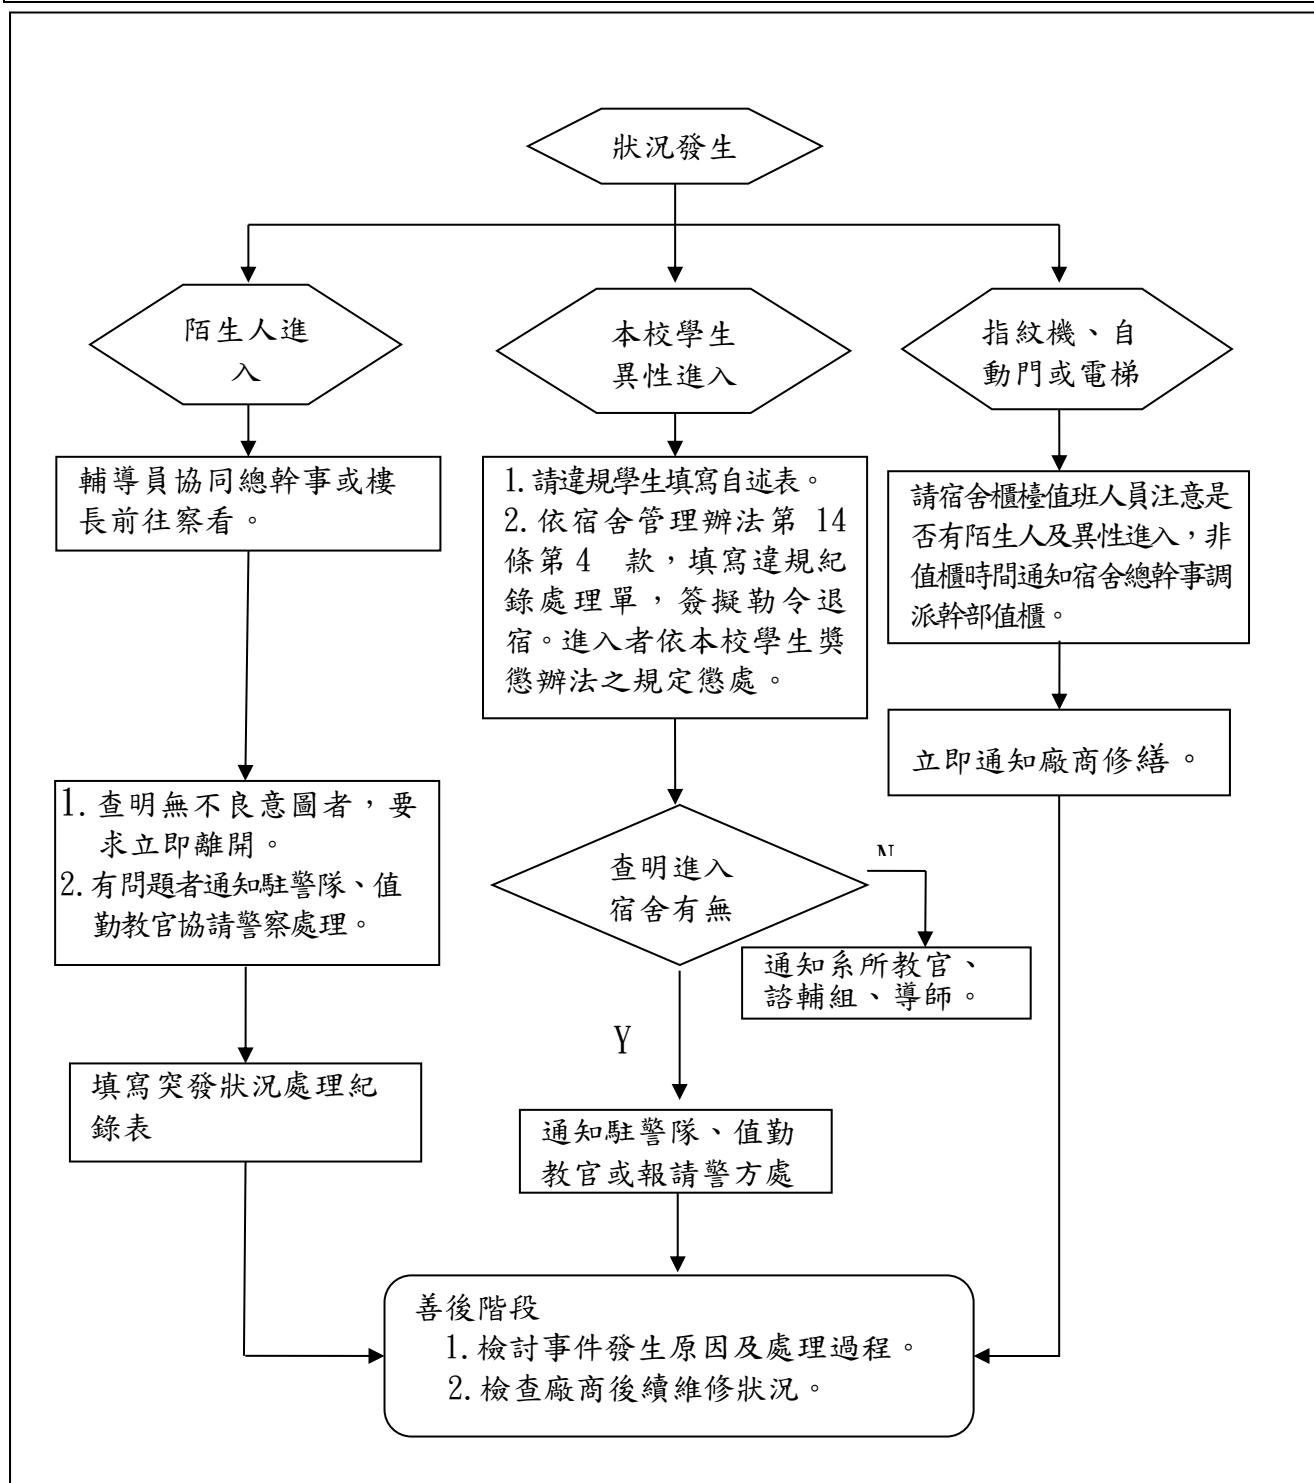 狀況發生
陌生人進
入
本校學生
異性進入
指紋機、自
動門或電梯
輔導員協同總幹事或樓
長前往察看。
1.請違規學生填寫自述表。
2.依宿舍管理辦法第 14
條第4 款，填寫違規紀
錄處理單，簽擬勒令退
宿。進入者依本校學生獎
懲辦法之規定懲處。
請宿舍櫃檯值班人員注意是
否有陌生人及異性進入，非
值櫃時間通知宿舍總幹事調
派幹部值櫃。
立即通知廠商修繕。
1.查明無不良意圖者，要
求立即離開。
2.有問題者通知駐警隊、值
勤教官協請警察處理。
查明進入
宿舍有無
N
通知系所教官、
諮輔組、導師。
Y
填寫突發狀況處理紀
錄表
通知駐警隊、值勤
教官或報請警方處
善後階段
1.檢討事件發生原因及處理過程。
2.檢查廠商後續維修狀況。